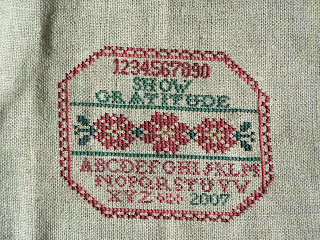 1234567890
SHOW
GRATITUDE
ABCDEFGHIJKLM
NOPQRSTUVW
XYZ 2007